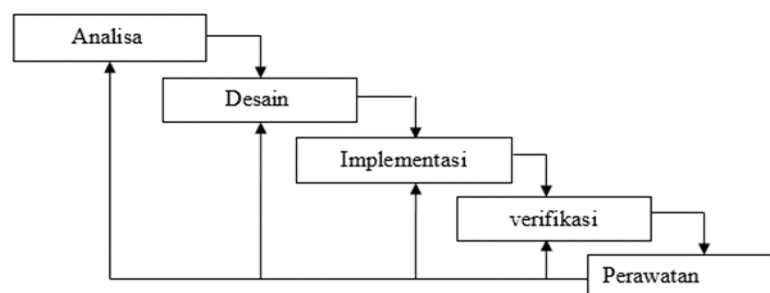 Analisa
Desain
Implementasi
verifikasi
Perawatan